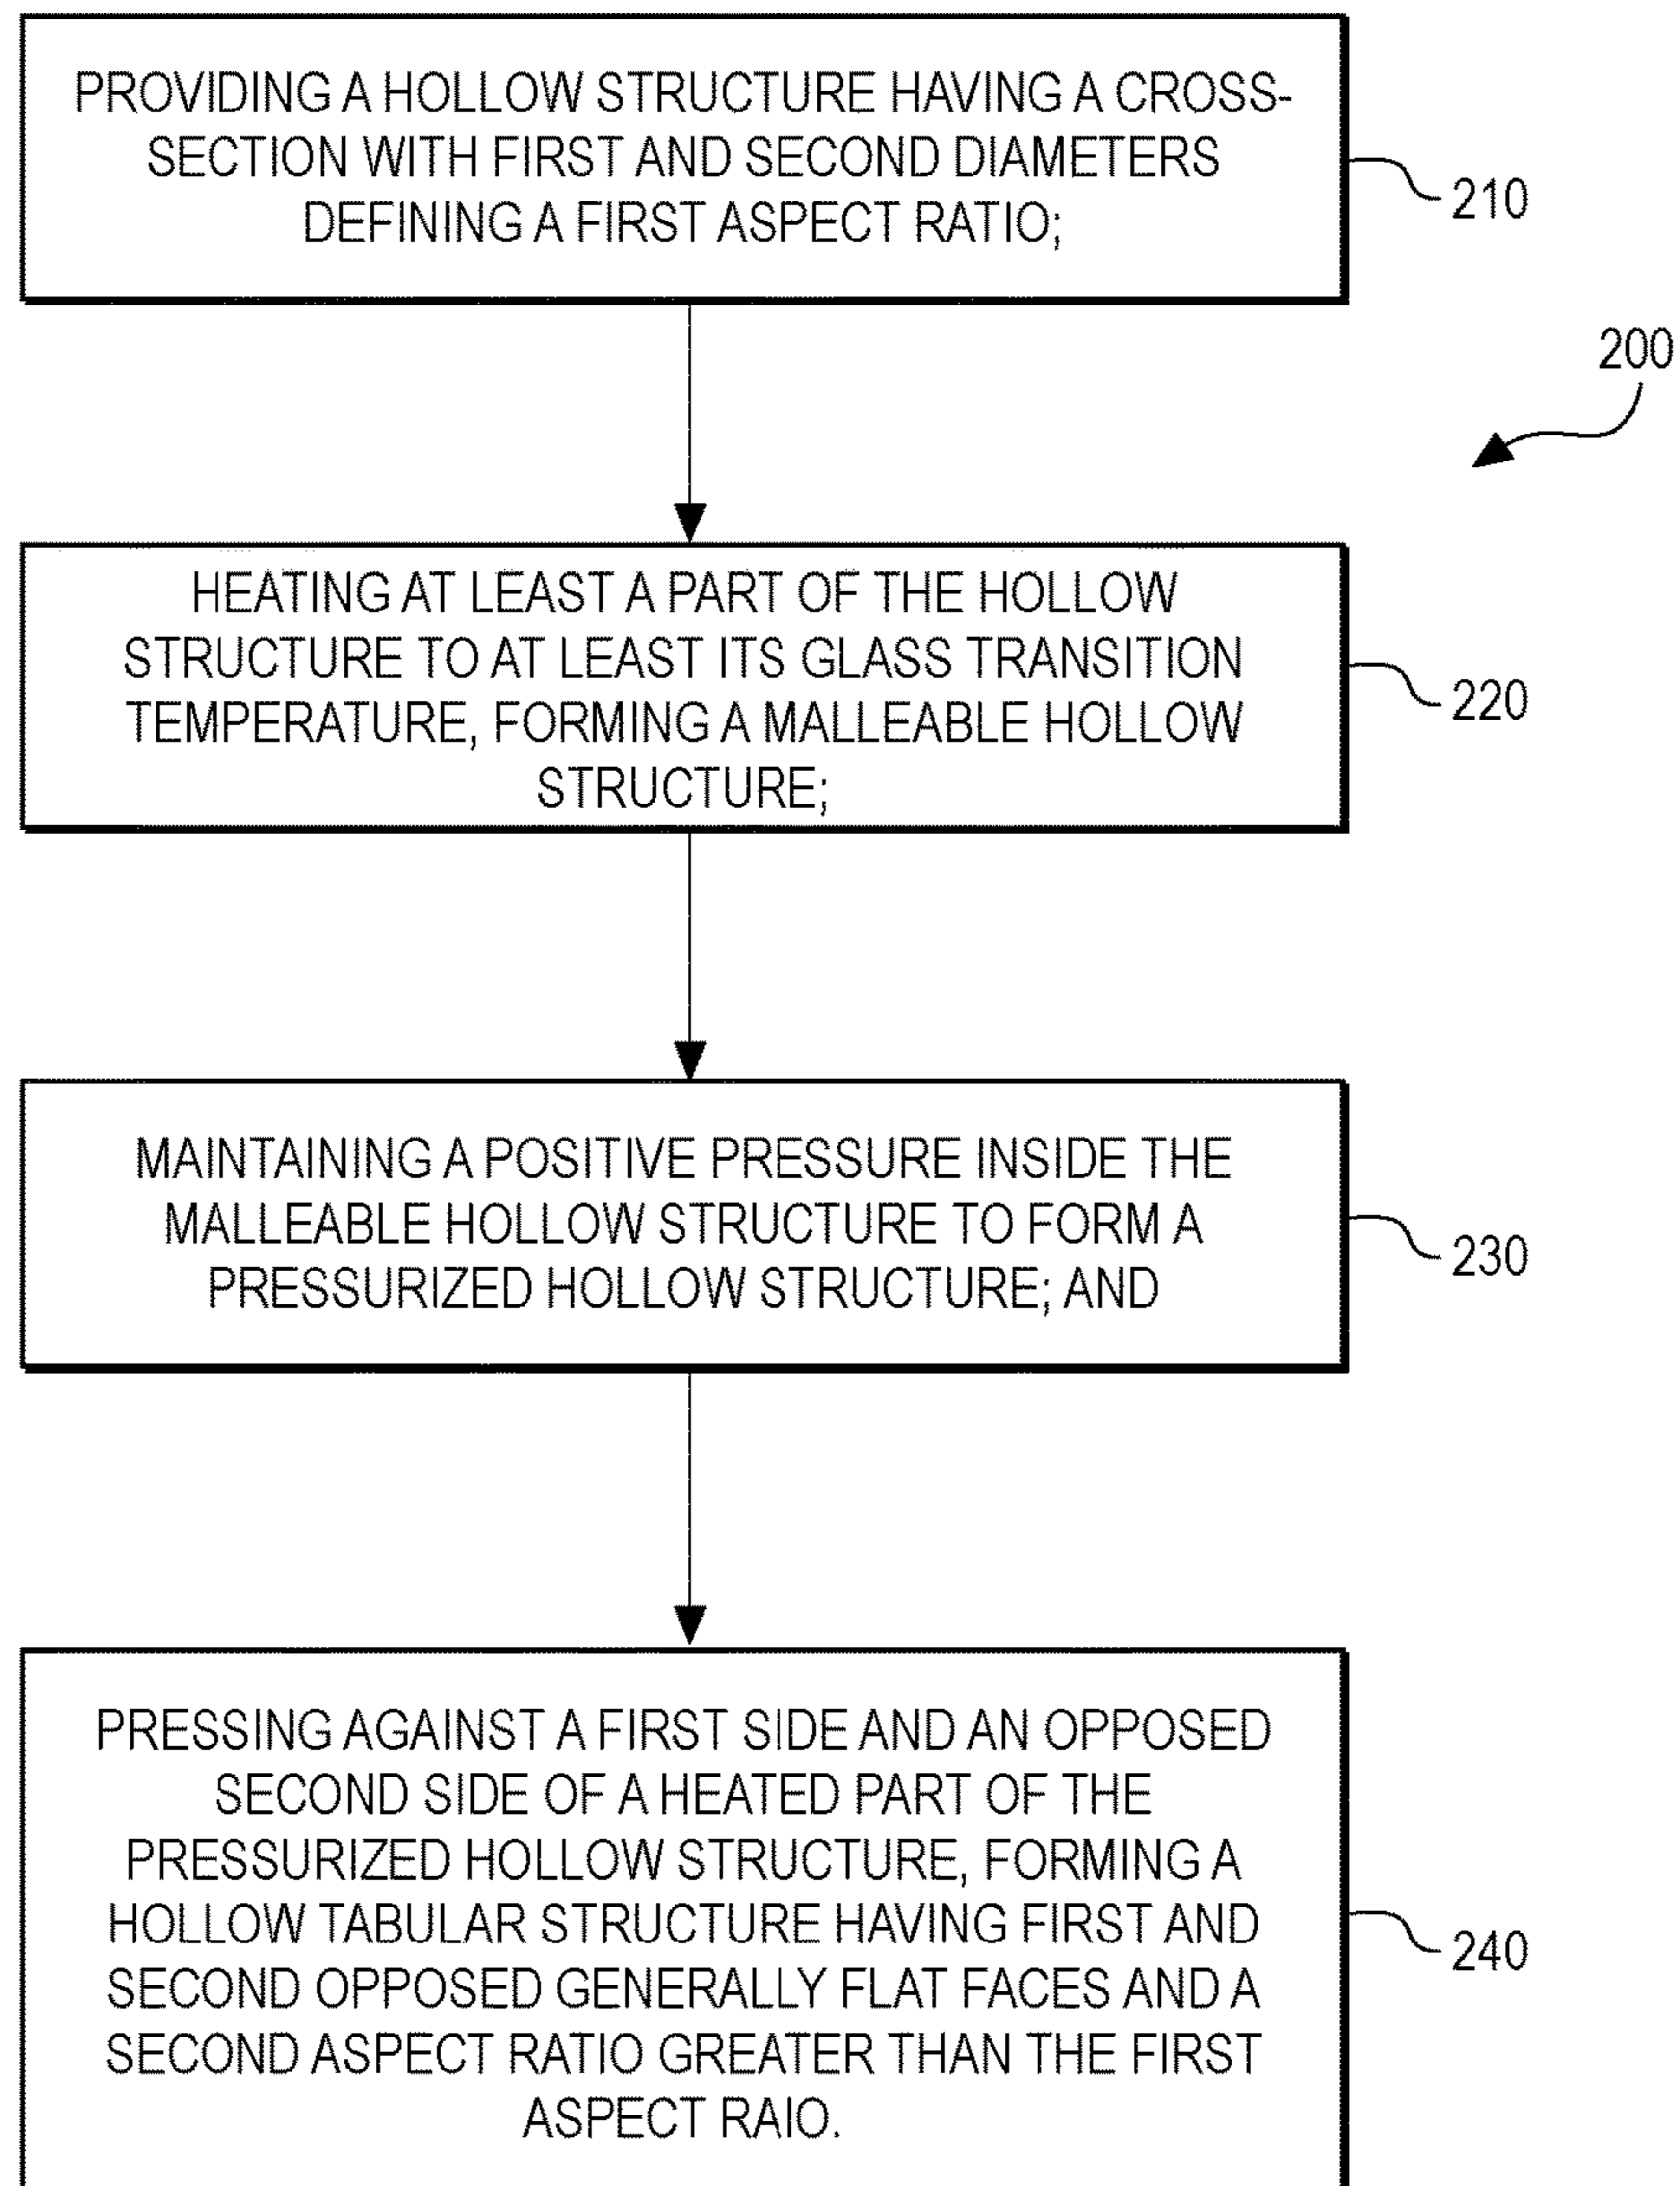 PROVIDING A HOLLOW STRUCTURE HAVING A CROSS-
SECTION WITH FIRST AND SECOND DIAMETERS
DEFINING A FIRST ASPECT RATIO;
210
200
HEATING AT LEAST A PART OF THE HOLLOW
STRUCTURE TO AT LEAST ITS GLASS TRANSITION
TEMPERATURE, FORMING A MALLEABLE HOLLOW
STRUCTURE;
220
MAINTAINING A POSITIVE PRESSURE INSIDE THE
MALLEABLE HOLLOW STRUCTURE TO FORM A
PRESSURIZED HOLLOW STRUCTURE; AND
230
PRESSING AGAINST A FIRST SIDE AND AN OPPOSED
SECOND SIDE OF A HEATED PART OF THE
PRESSURIZED HOLLOW STRUCTURE, FORMING A
HOLLOW TABULAR STRUCTURE HAVING FIRST AND
SECOND OPPOSED GENERALLY FLAT FACES AND A
SECOND ASPECT RATIO GREATER THAN THE FIRST
ASPECT RAIO.
240